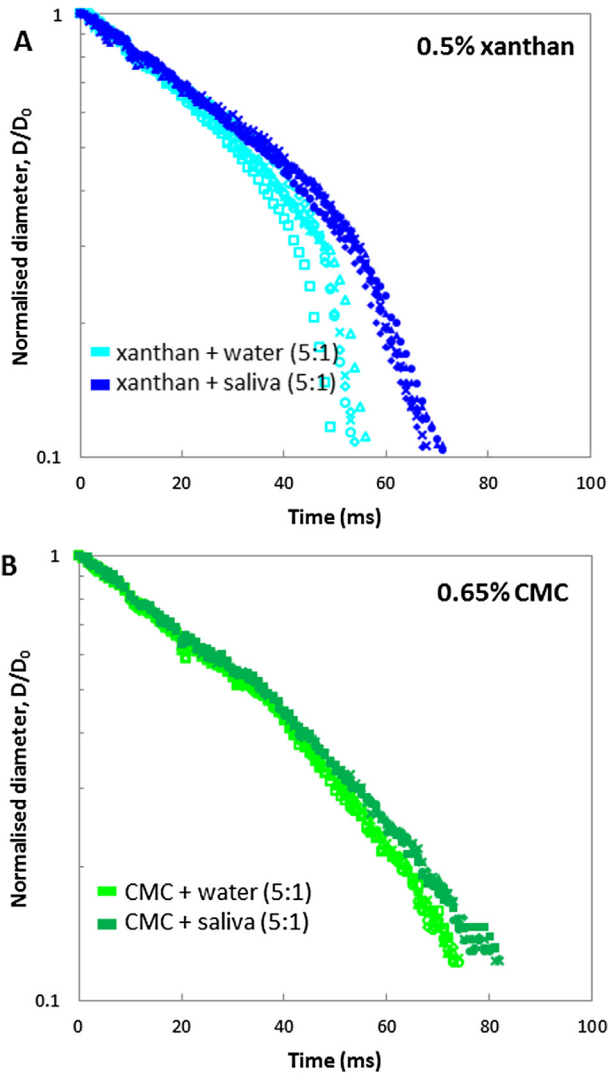 A
0.5% xanthan
1
Normalised diameter, D/D0
xanthan + water (5:1)
xanthan + saliva (5:1)
0.1
0 20 40 60 80 100
Time (ms)
B
0.65% CMC
1
Normalised diameter, D/D0
CMC + water (5:1)
CMC + saliva (5:1)
0.1
0 20 40 60 80 100
Time (ms)